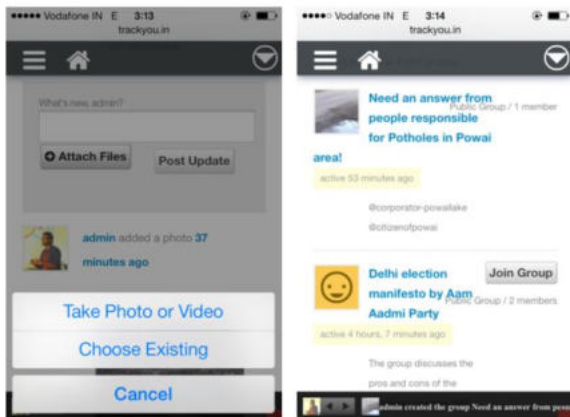 Vodafone IN E 3:13
trackyou.in
What's new, admin?
Attach Files
Post Update
admin added a photo 37
minutes ago
Take Photo or Video
Choose Existing
Cancel
Vodafone IN E 3:14
trackyou.in
Need an answer from
Public Group / 1 member
people responsible
for Potholes in Powai
area!
active 53 minutes ago
@corporator-powailake
@citizenofpowai
Delhi election
Join Group
manifesto by Aam
Public Group / 2 members
Aadmi Party
active 4 hours, 7 minutes ago
The group discusses the
pros and cons of the
admin created the group Need an answer from peop